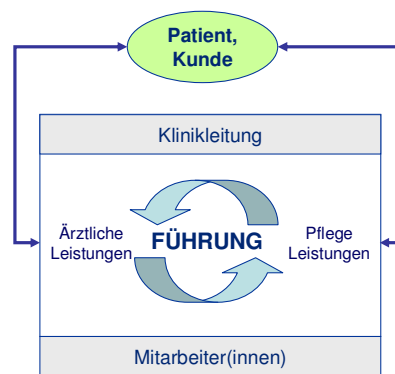 Patient,
Kunde
Klinikleitung
Ärztliche
Leistungen
FÜHRUNG
Pflege
Leistungen
Mitarbeiter(innen)